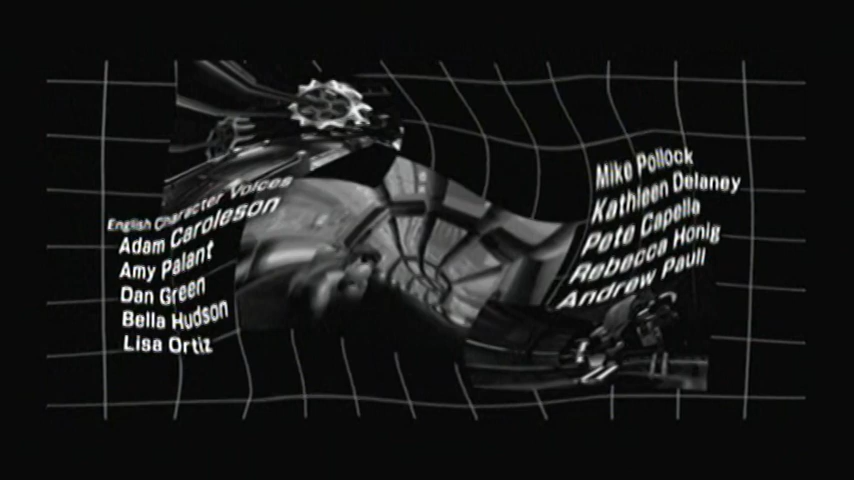 English Character Voices
Adam Caroleson
Amy Palant
Dan Green
Bella Hudson
Lisa Ortiz
Mike Pollock
Kathleen Delaney
Pete Capella
Rebecca Honig
Andrew Paull